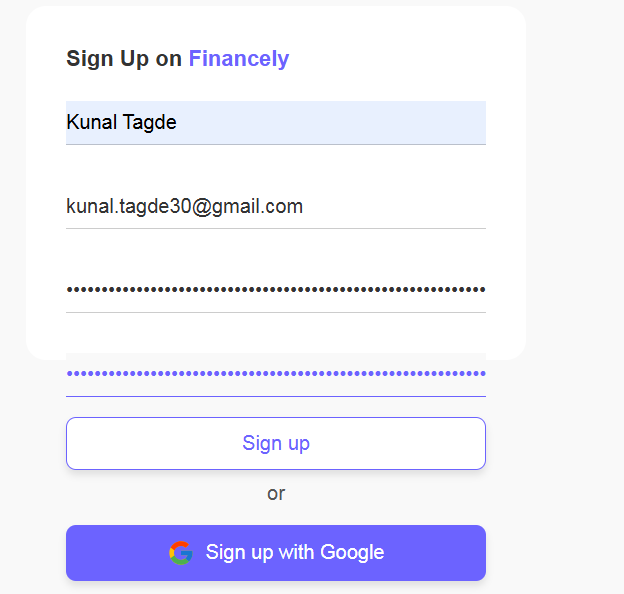 Sign Up on Financely
Kunal Tagde
kunal.tagde30@gmail.com
Sign up
or
Sign up with Google